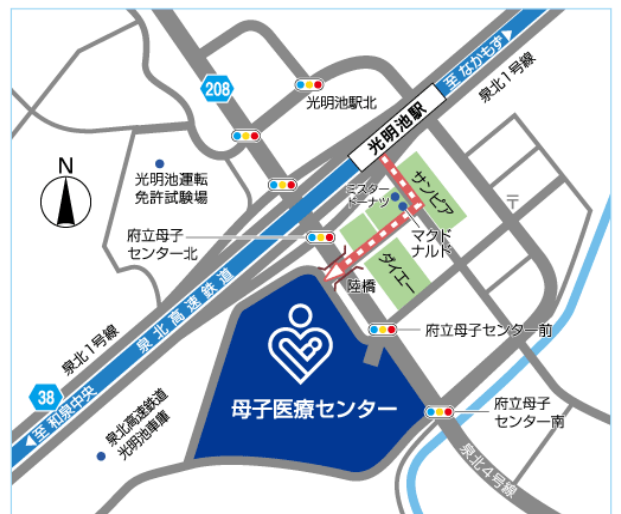 至 なかもず
泉北1号線
208
光明池駅北
光明池駅
N
光明池運転
免許試験場
サンピア
ミスター
ドーナツ
〒
マクド
ナルド
府立母子
センター北
ダイエー
陸橋
泉北高速鉄道
泉北1号線
府立母子センター前
38
母子医療センター
府立母子
センター南
至 和泉中央
泉北高速鉄道
光明池車庫
泉北4号線